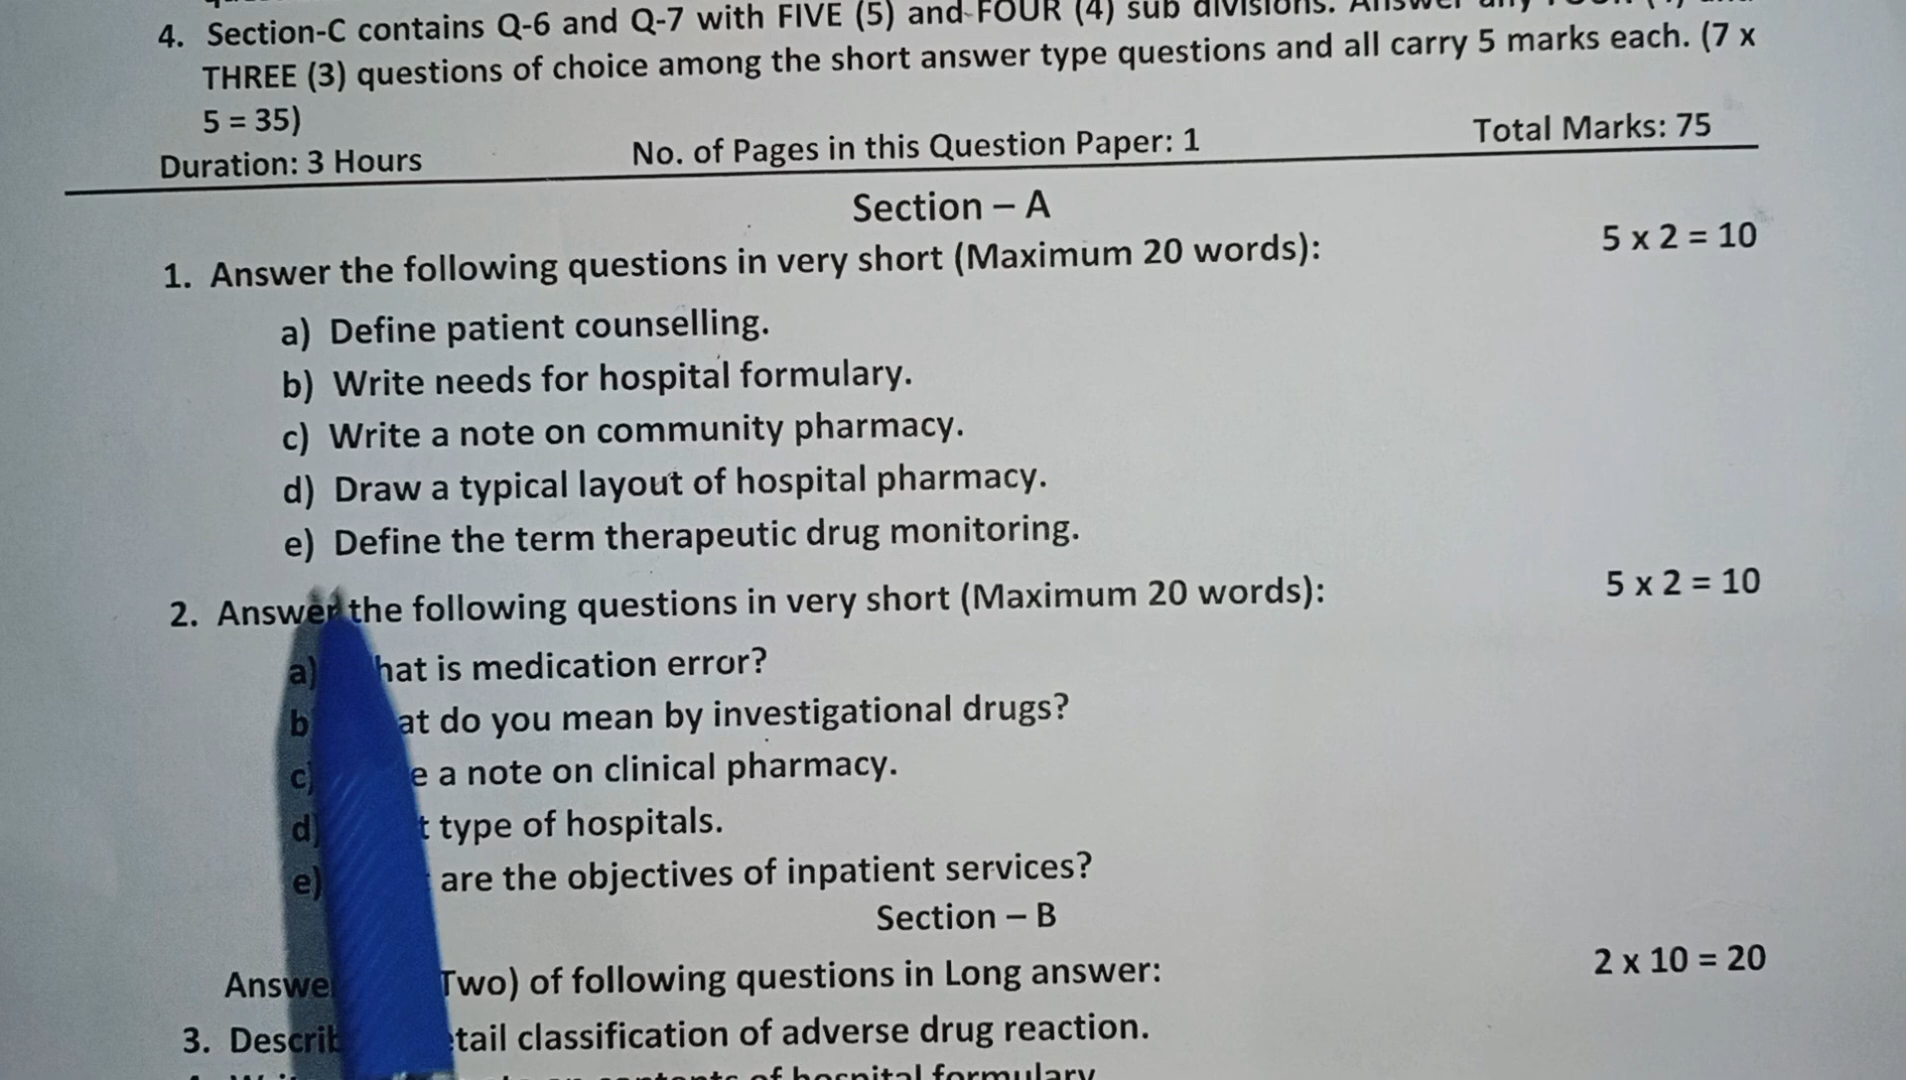 4. Section-C contains Q-6 and Q-7 with FIVE (5) and FOUR (4) sub divisions.
THREE (3) questions of choice among the short answer type questions and all carry 5 marks each. (7 x
5 = 35)
Duration: 3 Hours No. of Pages in this Question Paper: 1 Total Marks: 75
Section – A
1. Answer the following questions in very short (Maximum 20 words): 5 x 2 = 10
a) Define patient counselling.
b) Write needs for hospital formulary.
c) Write a note on community pharmacy.
d) Draw a typical layout of hospital pharmacy.
e) Define the term therapeutic drug monitoring.
2. Answer the following questions in very short (Maximum 20 words): 5 x 2 = 10
a) hat is medication error?
b at do you mean by investigational drugs?
c) e a note on clinical pharmacy.
d) t type of hospitals.
e) are the objectives of inpatient services?
Section – B
Answe Two) of following questions in Long answer: 2 x 10 = 20
3. Describ etail classification of adverse drug reaction.
contents of hospital formulary